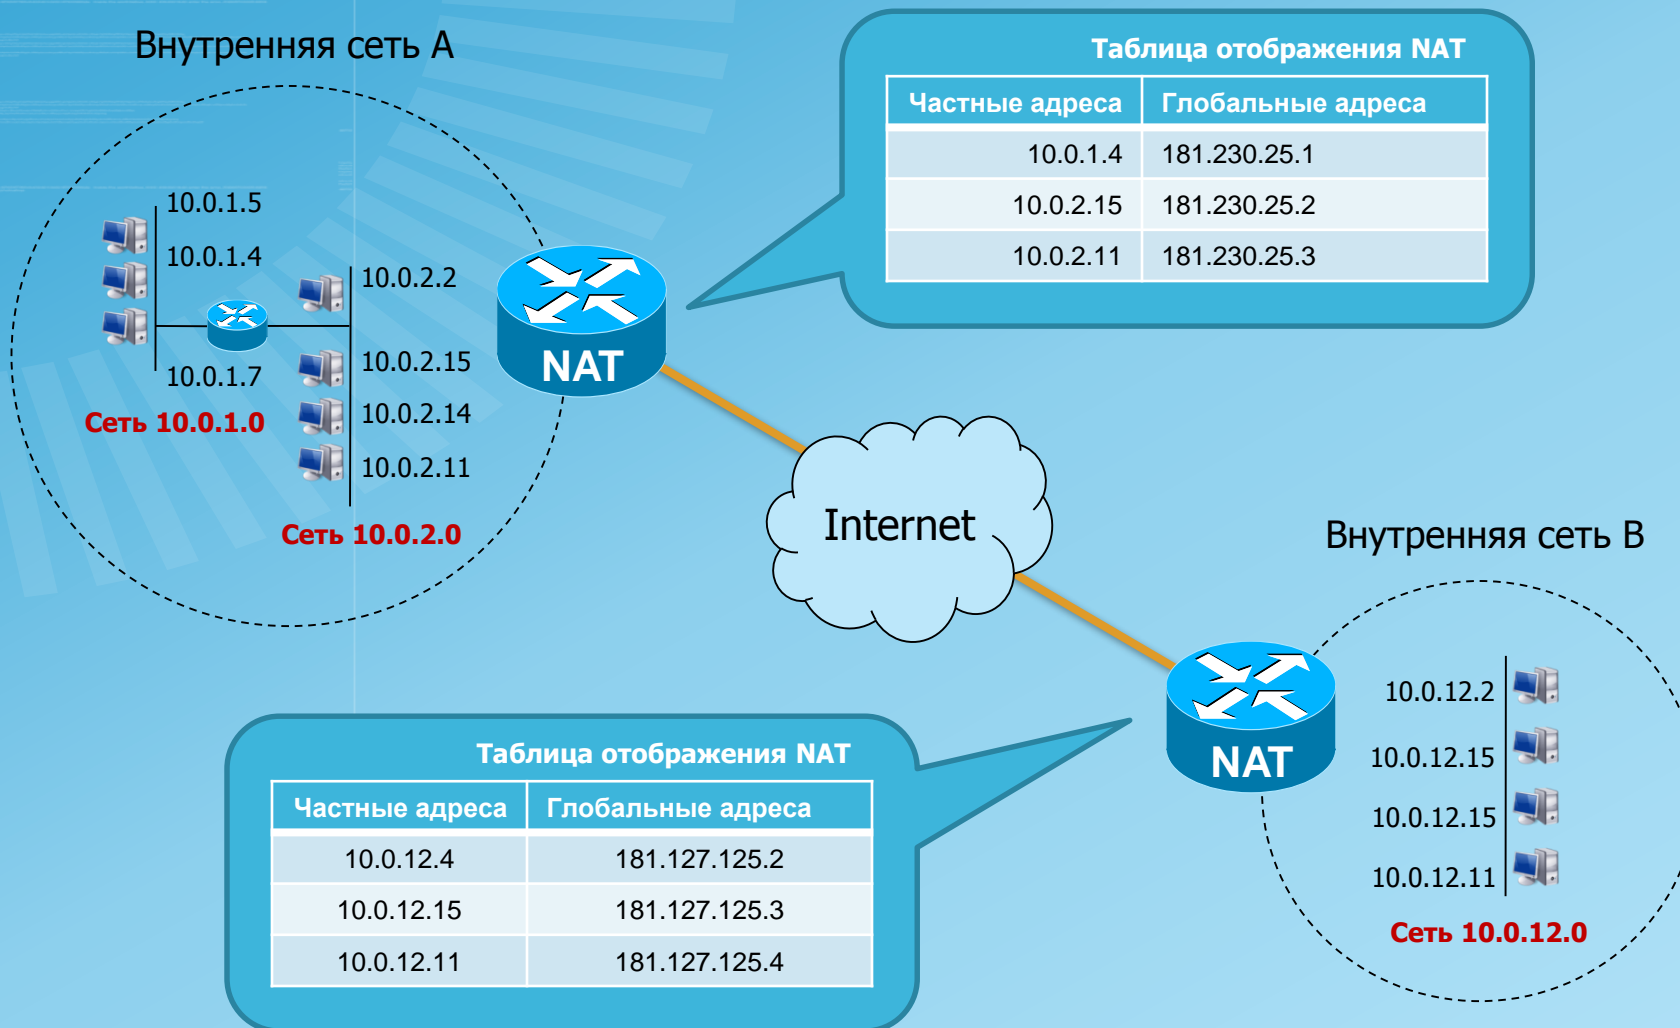 Внутренняя сеть A
Таблица отображения NAT
Частные адреса Глобальные адреса
10.0.1.4 181.230.25.1
10.0.2.15 181.230.25.2
10.0.2.11 181.230.25.3
10.0.1.5
10.0.1.4
10.0.1.7
Сеть 10.0.1.0
10.0.2.2
10.0.2.15
10.0.2.14
10.0.2.11
Сеть 10.0.2.0
NAT
Internet
Внутренняя сеть B
NAT
10.0.12.2
10.0.12.15
10.0.12.15
10.0.12.11
Сеть 10.0.12.0
Таблица отображения NAT
Частные адреса Глобальные адреса
10.0.12.4 181.127.125.2
10.0.12.15 181.127.125.3
10.0.12.11 181.127.125.4